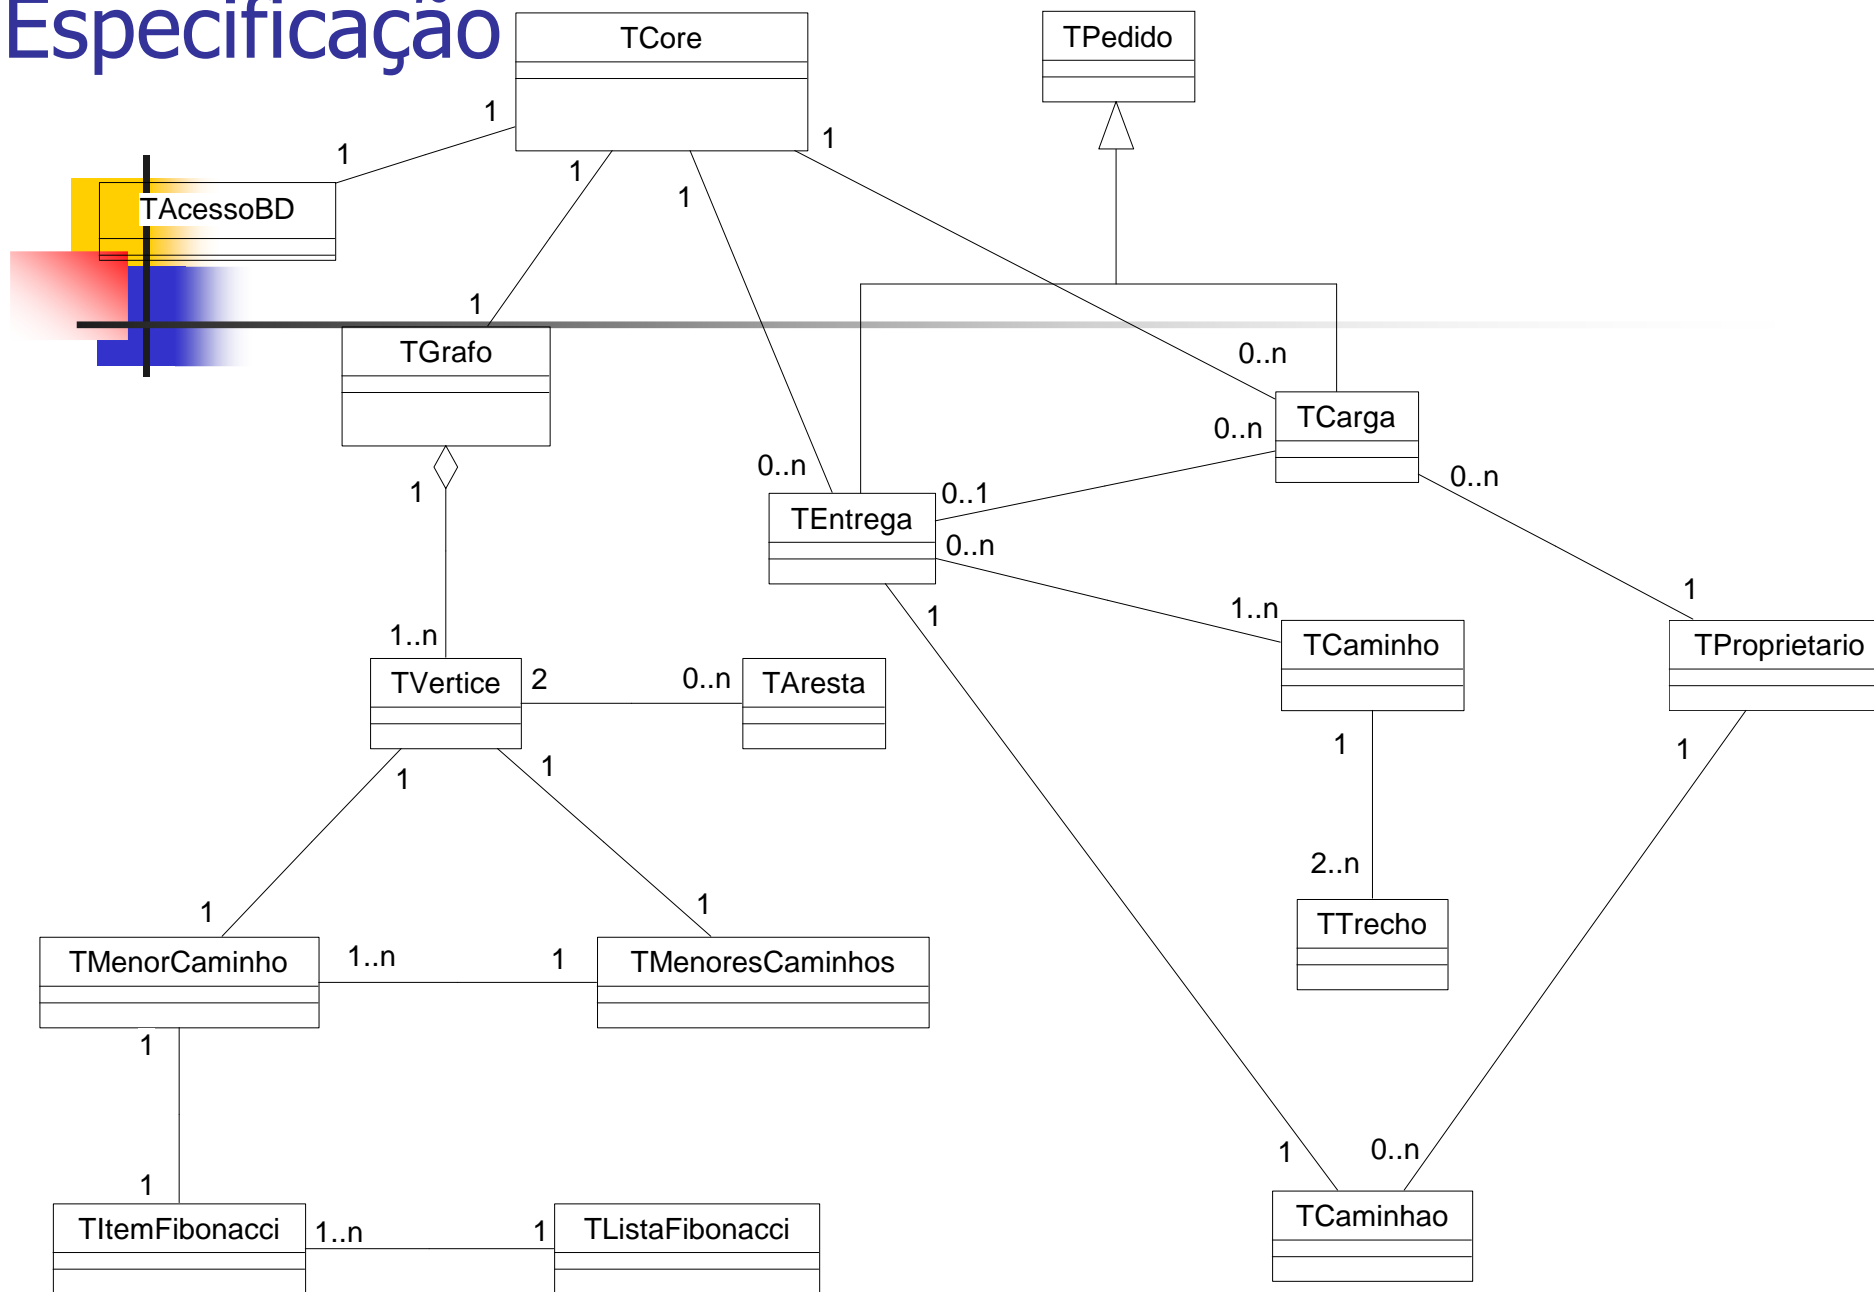 Especificação
TCore
TPedido
1
1
1
TAcessoBD
1
1
1
TGrafo
0..n
TCarga
0..n
0..n
0..n
1
0..1
TEntrega
0..n
1
1..n
1
1..n
TCaminho
TProprietario
TVertice
2
0..n
TAresta
1
1
1
1
1
2..n
1
1
TTrecho
TMenorCaminho
1..n
1
TMenoresCaminhos
1
1
0..n
1
TCaminhao
TItemFibonacci
1..n
1
TListaFibonacci